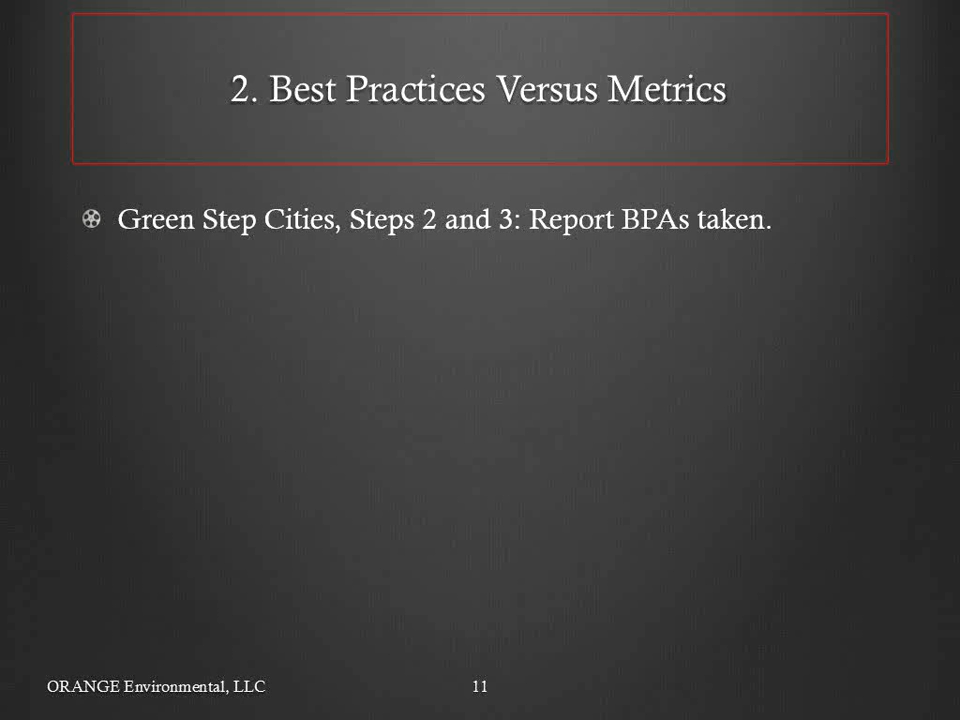 2. Best Practices Versus Metrics
Green Step Cities, Steps 2 and 3: Report BPAs taken.
ORANGE Environmental, LLC
11